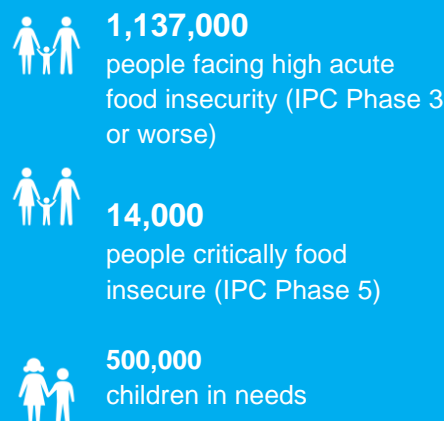 1,137,000
people facing high acute
food insecurity (IPC Phase 3
or worse)
14,000
people critically food
insecure (IPC Phase 5)
500,000
children in needs